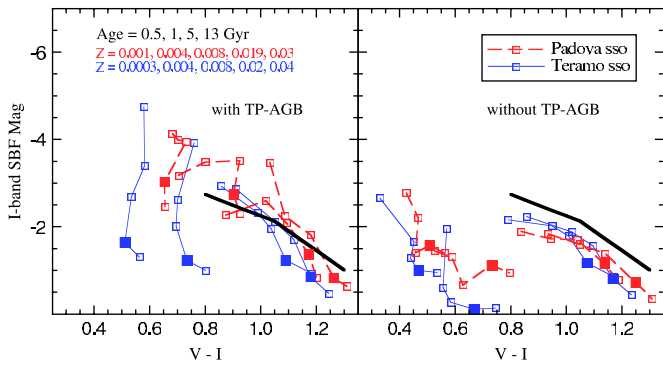 Age = 0.5, 1, 5, 13 Gyr
Z = 0.001, 0.004, 0.008, 0.019, 0.03
Z = 0.0003, 0.004, 0.008, 0.02, 0.04
with TP-AGB
Padova sso
Teramo sso
without TP-AGB
I-band SBF Mag
-6
-4
-2
0
0.4 0.6 0.8 1.0 1.2
V - I
0.4 0.6 0.8 1.0 1.2
V - I